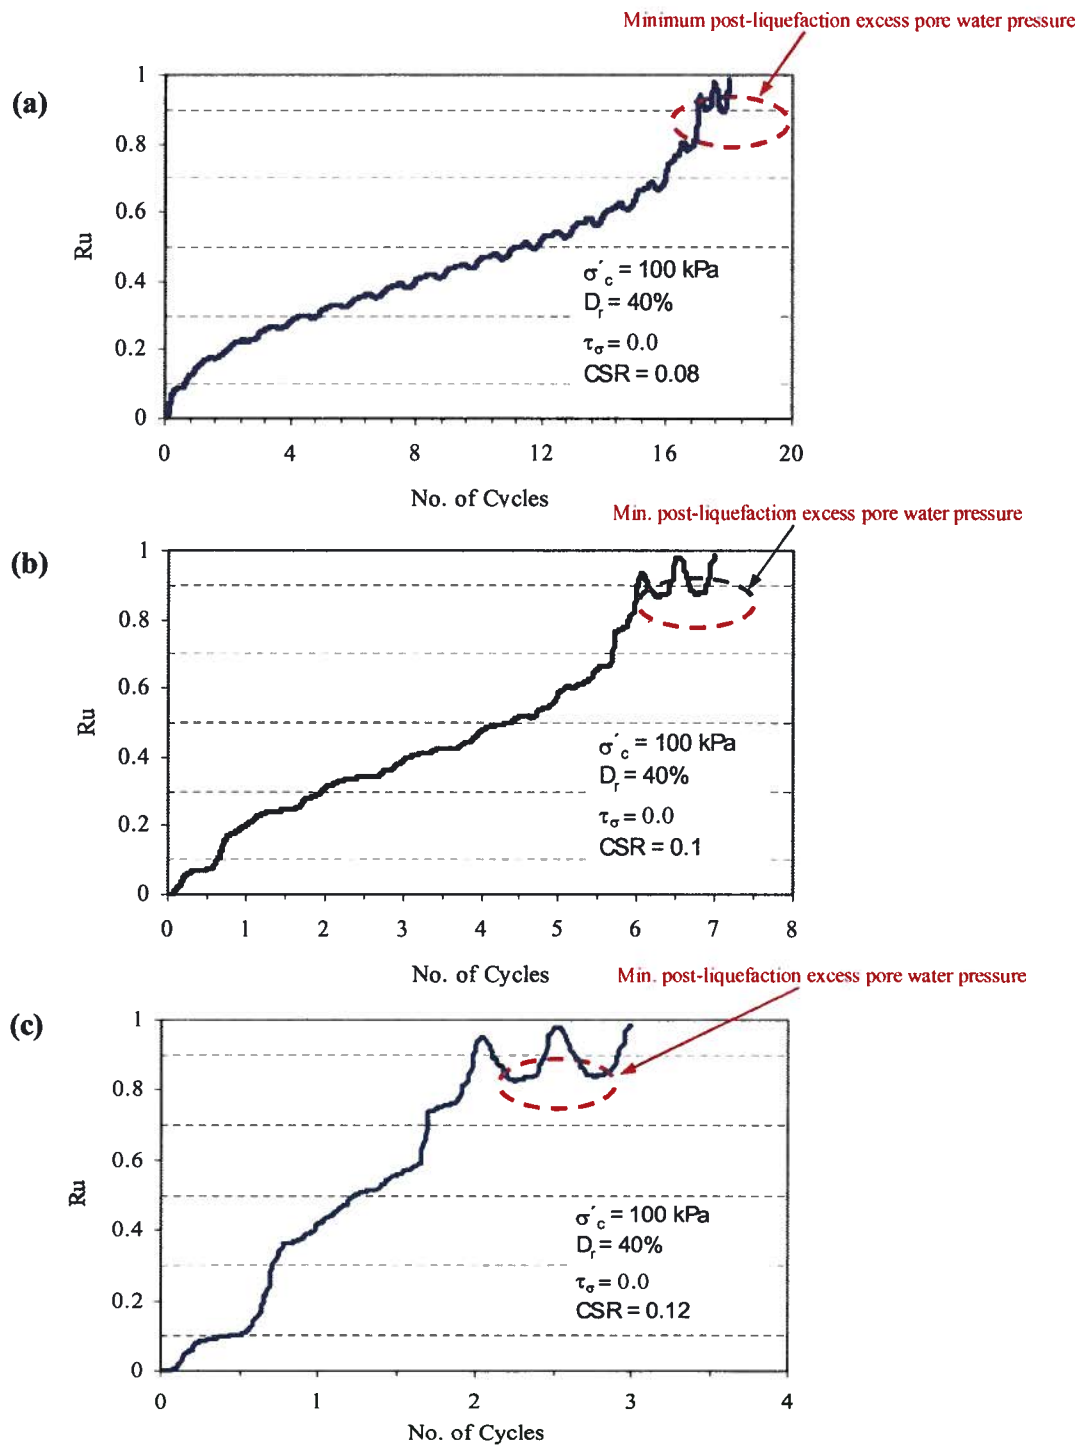 Minimum post-liquefaction excess pore water pressure
(a)
1
0.8
0.6
0.4
0.2
0
Ru
σ′c = 100 kPa
Dr = 40%
τσ = 0.0
CSR = 0.08
0 4 8 12 16 20
No. of Cycles
Min. post-liquefaction excess pore water pressure
(b)
1
0.8
0.6
0.4
0.2
0
Ru
σ′c = 100 kPa
Dr = 40%
τσ = 0.0
CSR = 0.1
0 1 2 3 4 5 6 7 8
No. of Cycles
Min. post-liquefaction excess pore water pressure
(c)
1
0.8
0.6
0.4
0.2
0
Ru
σ′c = 100 kPa
Dr = 40%
τσ = 0.0
CSR = 0.12
0 1 2 3 4
No. of Cycles